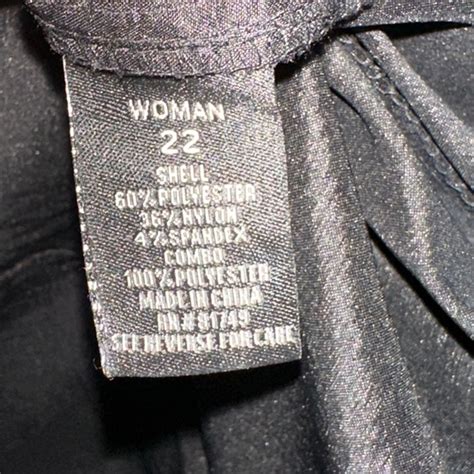 WOMAN
22
SHELL
60% POLYESTER
36% NYLON
4% SPANDEX
COMBO
100% POLYESTER
MADE IN CHINA
RN# 81749
SEE REVERSE FOR CARE